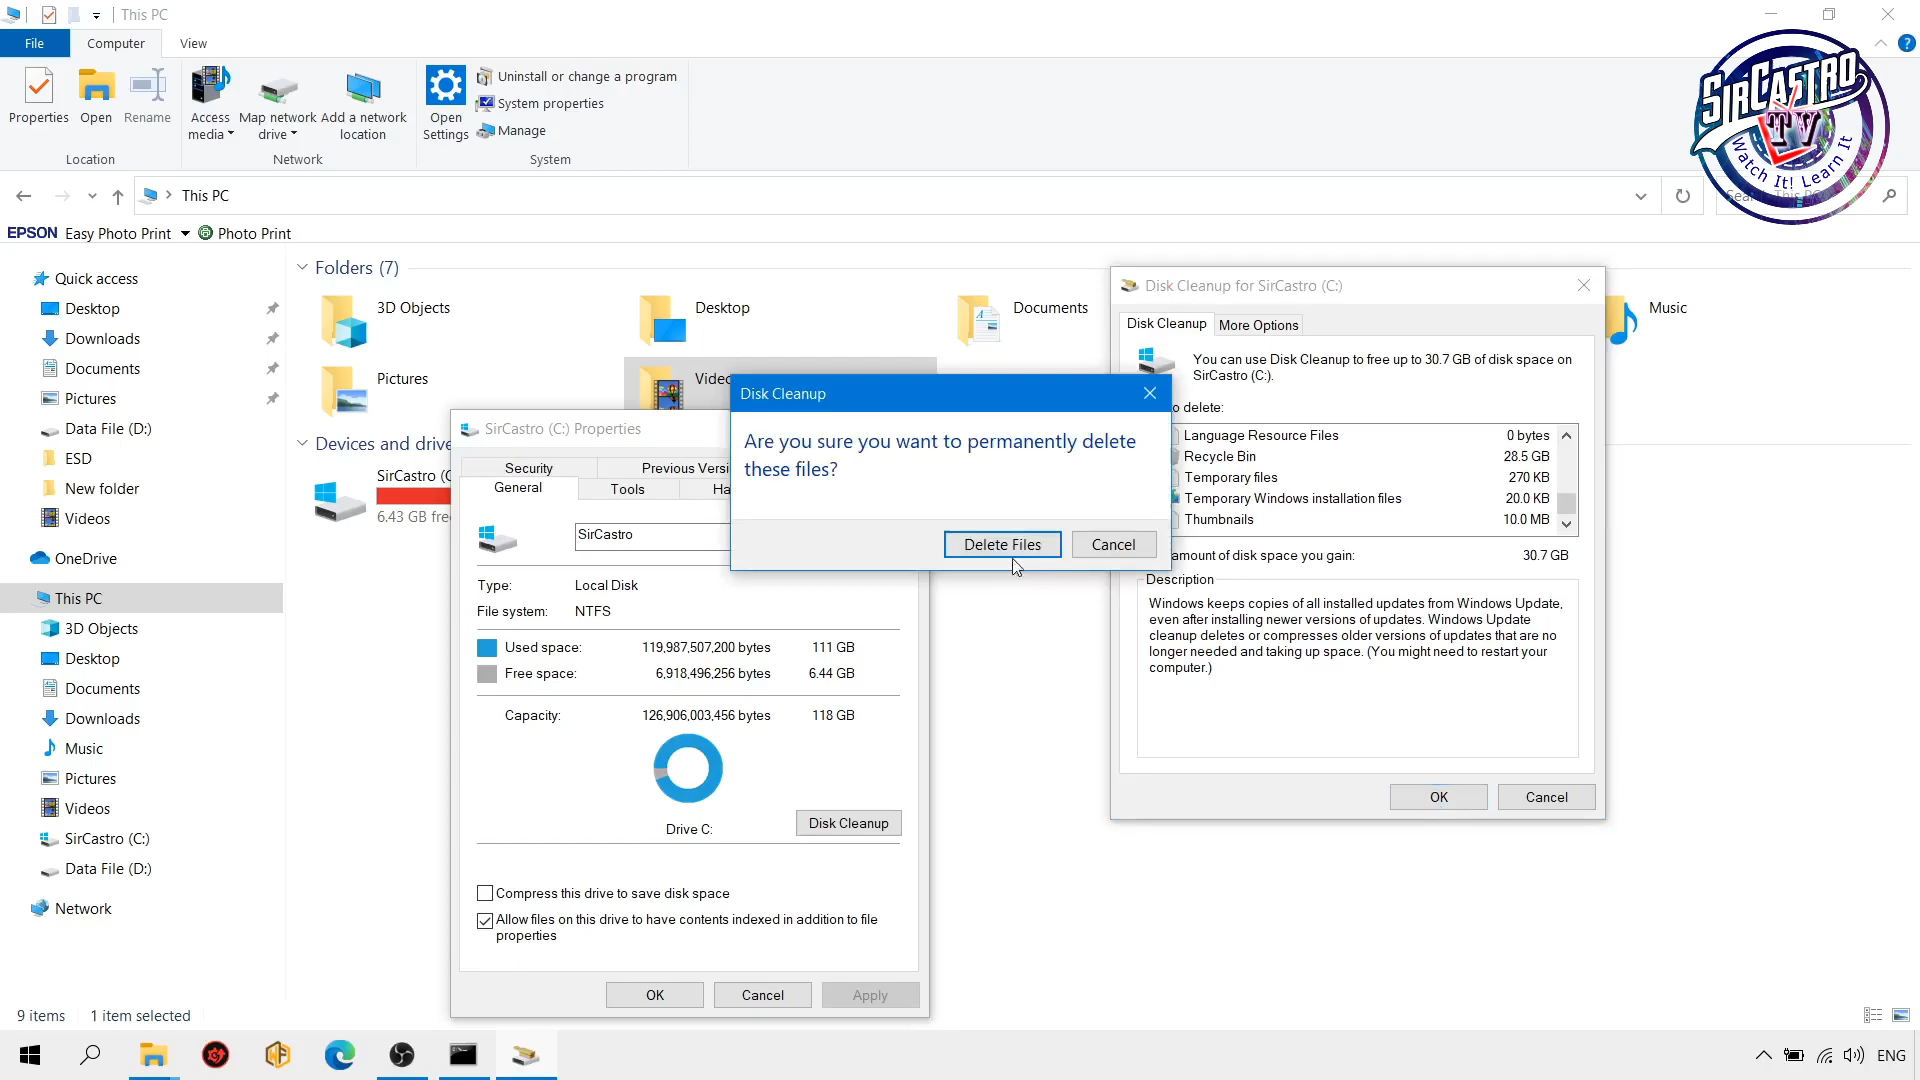 This PC
File
Computer
View
Properties
Open
Rename
Access
media
Map network
drive
Add a network
location
Open
Settings
Uninstall or change a program
System properties
Manage
Location
Network
System
SIRCASTRO
TV
Watch It! Learn It
This PC
EPSON Easy Photo Print
Photo Print
Quick access
Desktop
Downloads
Documents
Pictures
Data File (D:)
ESD
New folder
Videos
OneDrive
This PC
3D Objects
Desktop
Documents
Downloads
Music
Pictures
Videos
SirCastro (C:)
Data File (D:)
Network
Folders (7)
3D Objects
Desktop
Documents
Music
Pictures
Devices and drive
SirCastro (C
6.43 GB fre
SirCastro (C:) Properties
Security
Previous Versi
General
Tools
Ha
SirCastro
Type:
Local Disk
File system:
NTFS
Used space:
119,987,507,200 bytes
111 GB
Free space:
6,918,496,256 bytes
6.44 GB
Capacity:
126,906,003,456 bytes
118 GB
Drive C:
Disk Cleanup
Compress this drive to save disk space
Allow files on this drive to have contents indexed in addition to file
properties
OK
Cancel
Apply
Disk Cleanup
Are you sure you want to permanently delete
these files?
Delete Files
Cancel
Disk Cleanup for SirCastro (C:)
Disk Cleanup
More Options
You can use Disk Cleanup to free up to 30.7 GB of disk space on
SirCastro (C:).
o delete:
Language Resource Files
0 bytes
Recycle Bin
28.5 GB
Temporary files
270 KB
Temporary Windows installation files
20.0 KB
Thumbnails
10.0 MB
amount of disk space you gain:
30.7 GB
Description
Windows keeps copies of all installed updates from Windows Update,
even after installing newer versions of updates. Windows Update
cleanup deletes or compresses older versions of updates that are no
longer needed and taking up space. (You might need to restart your
computer.)
OK
Cancel
9 items
1 item selected
ENG